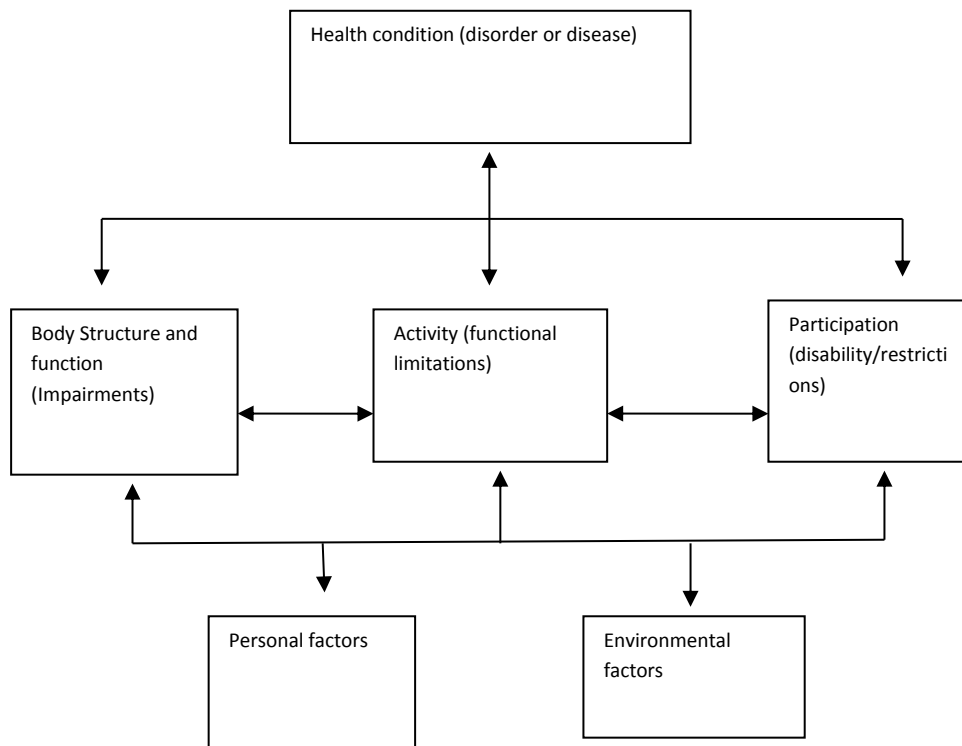 Health condition (disorder or disease)
Body Structure and
function
(Impairments)
Activity (functional
limitations)
Participation
(disability/restricti
ons)
Personal factors
Environmental
factors